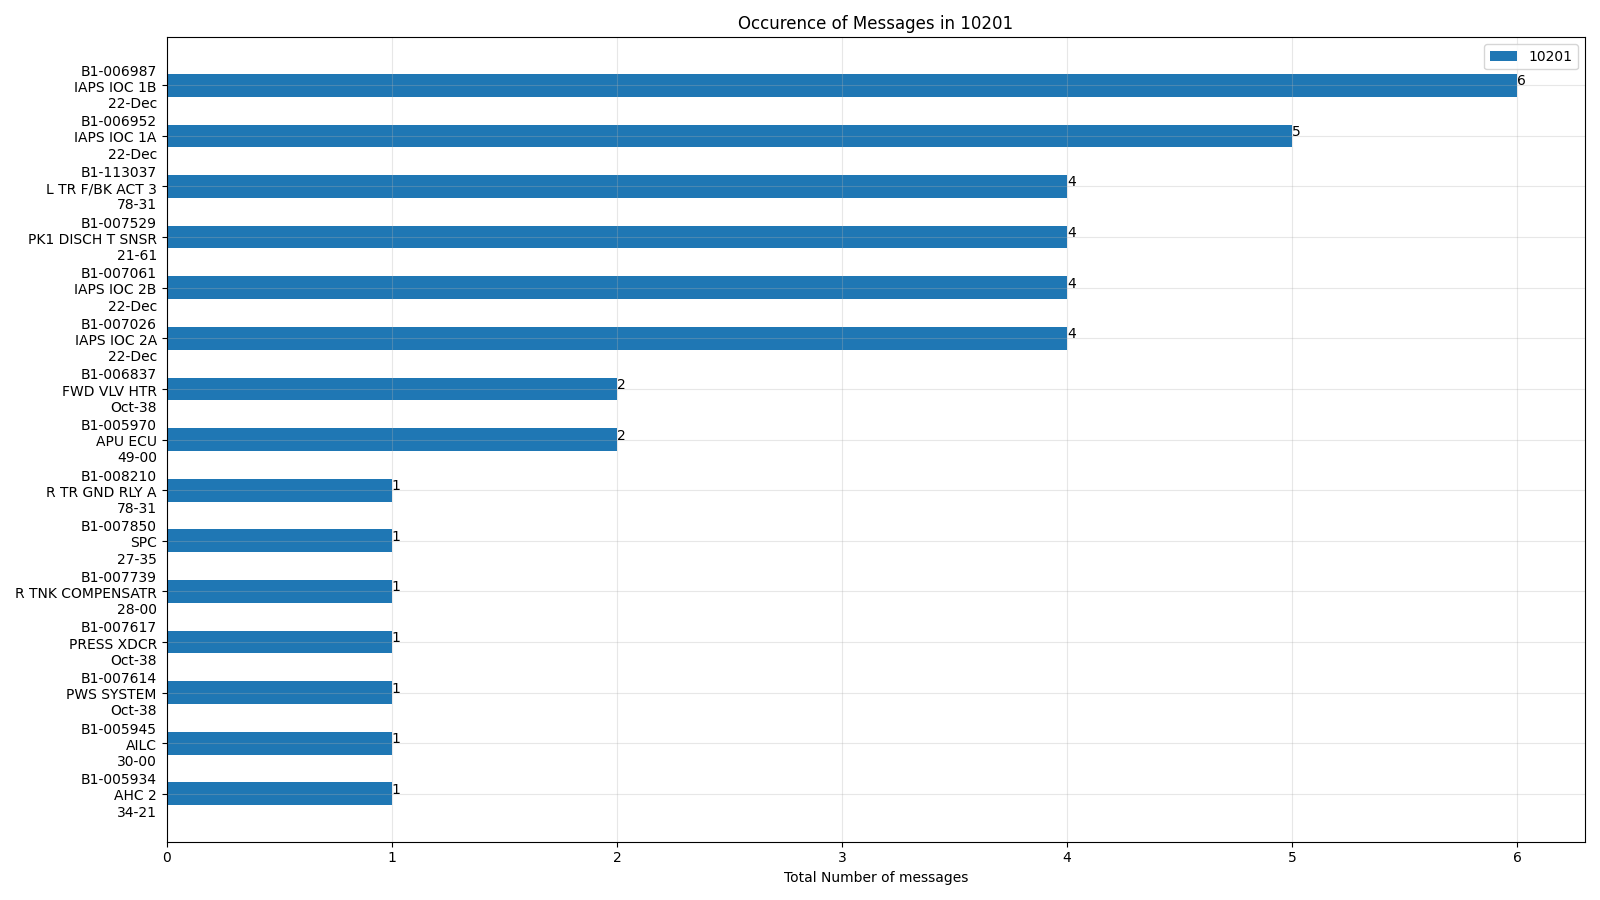 Occurence of Messages in 10201
10201
B1-006987
IAPS IOC 1B
22-Dec
6
B1-006952
IAPS IOC 1A
22-Dec
5
B1-113037
L TR F/BK ACT 3
78-31
4
B1-007529
PK1 DISCH T SNSR
21-61
4
B1-007061
IAPS IOC 2B
22-Dec
4
B1-007026
IAPS IOC 2A
22-Dec
4
B1-006837
FWD VLV HTR
Oct-38
2
B1-005970
APU ECU
49-00
2
B1-008210
R TR GND RLY A
78-31
1
B1-007850
SPC
27-35
1
B1-007739
R TNK COMPENSATR
28-00
1
B1-007617
PRESS XDCR
Oct-38
1
B1-007614
PWS SYSTEM
Oct-38
1
B1-005945
AILC
30-00
1
B1-005934
AHC 2
34-21
1
0 1 2 3 4 5 6
Total Number of messages